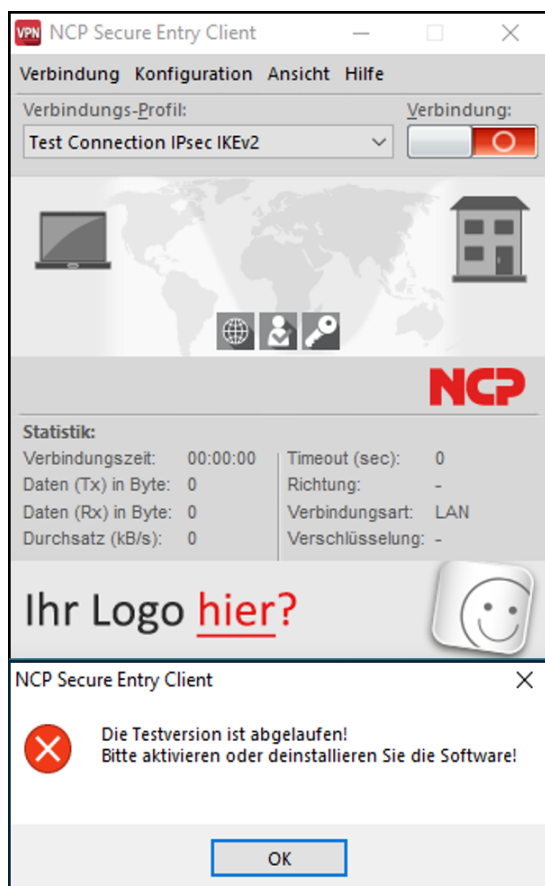 VPN NCP Secure Entry Client
Verbindung Konfiguration Ansicht Hilfe
Verbindungs-Profil: Verbindung:
Test Connection IPsec IKEv2
NCP
Statistik:
Verbindungszeit: 00:00:00 Timeout (sec): 0
Daten (Tx) in Byte: 0 Richtung: -
Daten (Rx) in Byte: 0 Verbindungsart: LAN
Durchsatz (kB/s): 0 Verschlüsselung: -
Ihr Logo hier?
NCP Secure Entry Client
Die Testversion ist abgelaufen!
Bitte aktivieren oder deinstallieren Sie die Software!
OK